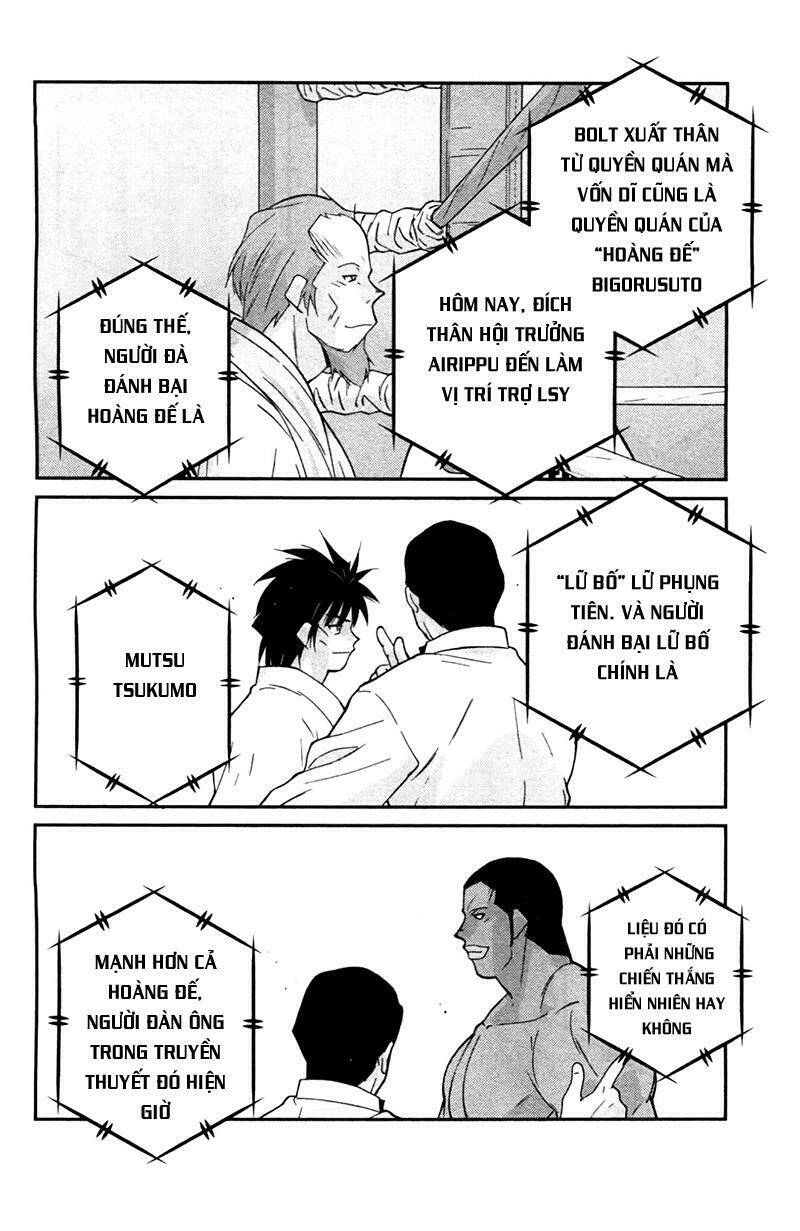 BOLT XUẤT THÂN
TỪ QUYỀN QUÁN MÀ
VỐN DĨ CŨNG LÀ
QUYỀN QUÁN CỦA
“HOÀNG ĐẾ”
BIGORUSUTO
HÔM NAY, ĐÍCH
THÂN HỘI TRƯỞNG
AIRIPPU ĐẾN LÀM
VỊ TRÍ TRỢ LSY
ĐÚNG THẾ,
NGƯỜI ĐÀ
ĐÁNH BẠI
HOÀNG ĐẾ LÀ
“LỮ BỐ” LỮ PHỤNG
TIÊN. VÀ NGƯỜI
ĐÁNH BẠI LỮ BỐ
CHÍNH LÀ
MUTSU
TSUKUMO
LIỆU ĐÓ CÓ
PHẢI NHỮNG
CHIẾN THẮNG
HIỂN NHIÊN HAY
KHÔNG
MẠNH HƠN CẢ
HOÀNG ĐẾ,
NGƯỜI ĐÀN ÔNG
TRONG TRUYỀN
THUYẾT ĐÓ HIỆN
GIỜ